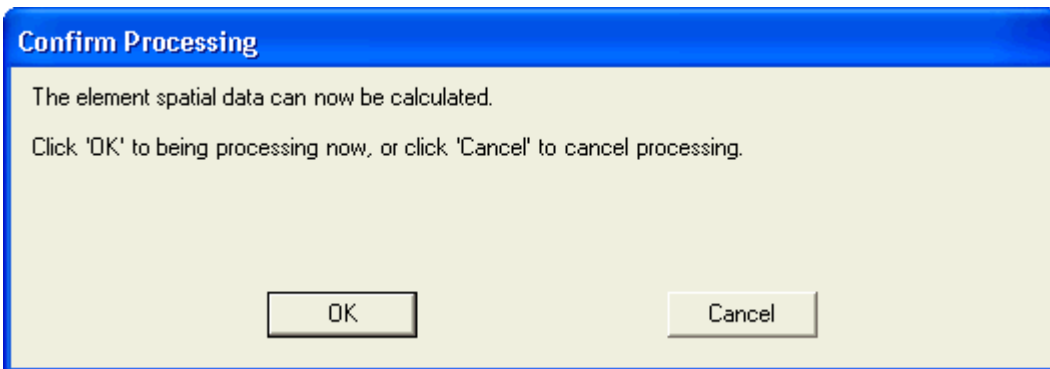 Confirm Processing
The element spatial data can now be calculated.
Click 'OK' to being processing now, or click 'Cancel' to cancel processing.
OK
Cancel